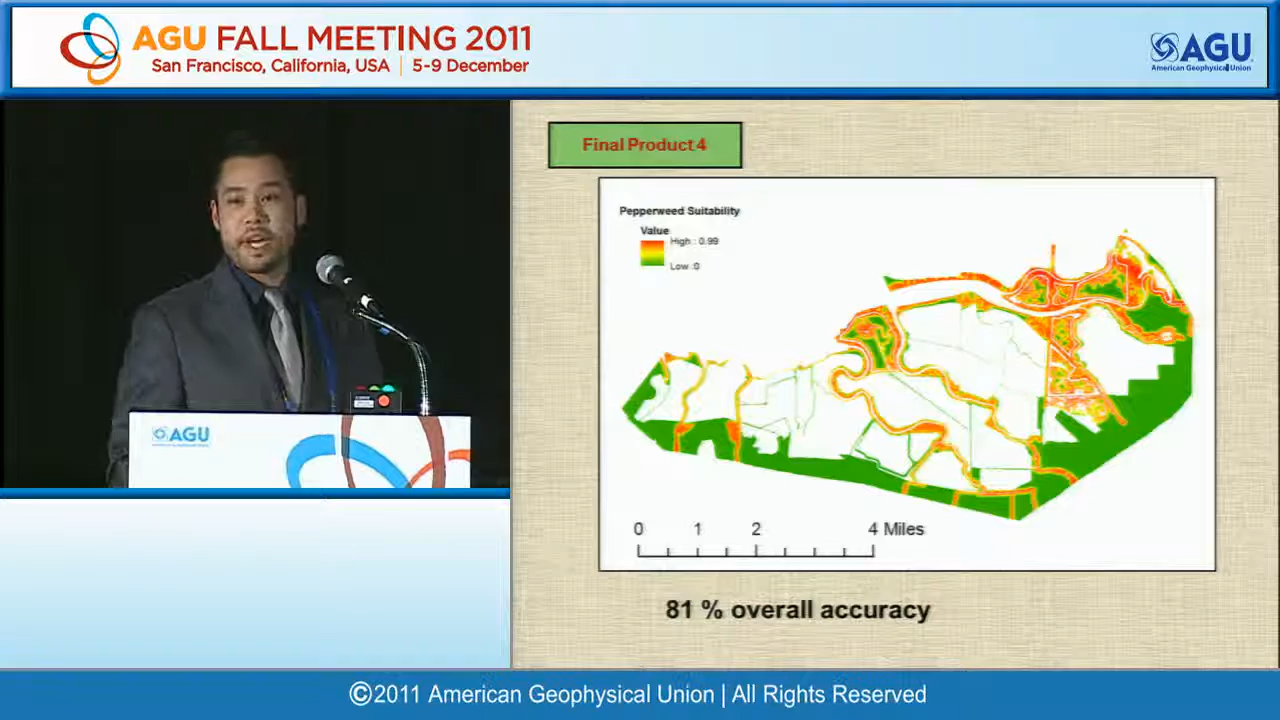 AGU FALL MEETING 2011
San Francisco, California, USA | 5-9 December
AGU
American Geophysical Union
Final Product 4
Pepperweed Suitability
Value
High : 0.99
Low :0
0 1 2 4 Miles
81 % overall accuracy
AGU
©2011 American Geophysical Union | All Rights Reserved